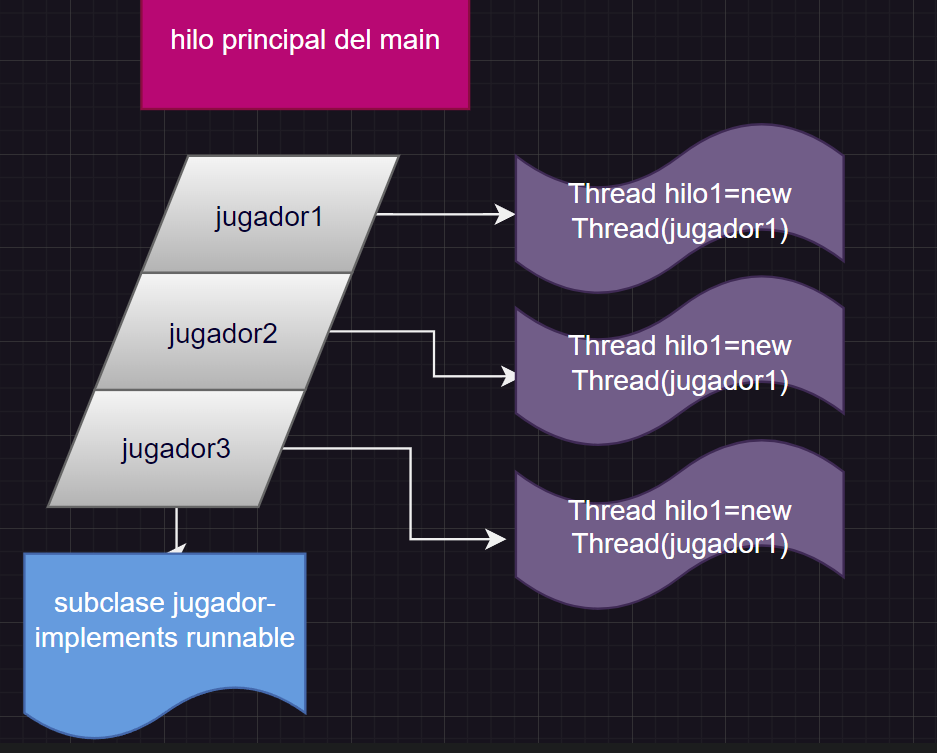 hilo principal del main
jugador1
Thread hilo1=new
Thread(jugador1)
jugador2
Thread hilo1=new
Thread(jugador1)
jugador3
Thread hilo1=new
Thread(jugador1)
subclase jugador-
implements runnable